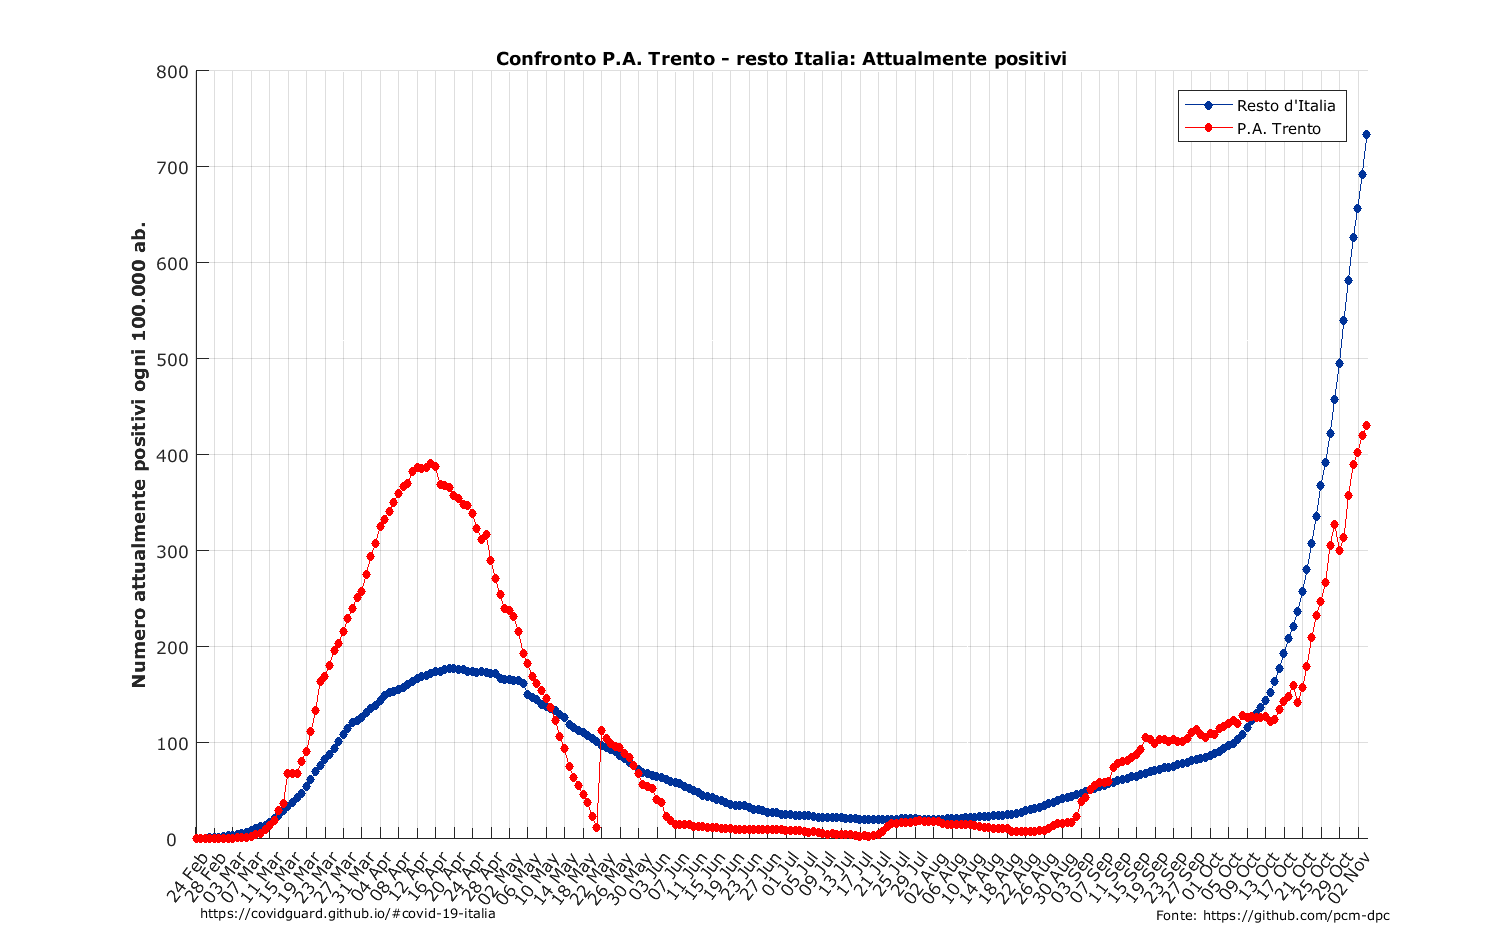 Confronto P.A. Trento - resto Italia: Attualmente positivi
Resto d'Italia
P.A. Trento
Numero attualmente positivi ogni 100.000 ab.
800
700
600
500
400
300
200
100
0
24 Feb
28 Feb
03 Mar
07 Mar
11 Mar
15 Mar
19 Mar
23 Mar
27 Mar
31 Mar
04 Apr
08 Apr
12 Apr
16 Apr
20 Apr
24 Apr
28 Apr
02 May
06 May
10 May
14 May
18 May
22 May
26 May
30 May
03 Jun
07 Jun
11 Jun
15 Jun
19 Jun
23 Jun
27 Jun
01 Jul
05 Jul
09 Jul
13 Jul
17 Jul
21 Jul
25 Jul
29 Jul
02 Aug
06 Aug
10 Aug
14 Aug
18 Aug
22 Aug
26 Aug
30 Aug
03 Sep
07 Sep
11 Sep
15 Sep
19 Sep
23 Sep
27 Sep
01 Oct
05 Oct
09 Oct
13 Oct
17 Oct
21 Oct
25 Oct
29 Oct
02 Nov
https://covidguard.github.io/#covid-19-italia
Fonte: https://github.com/pcm-dpc